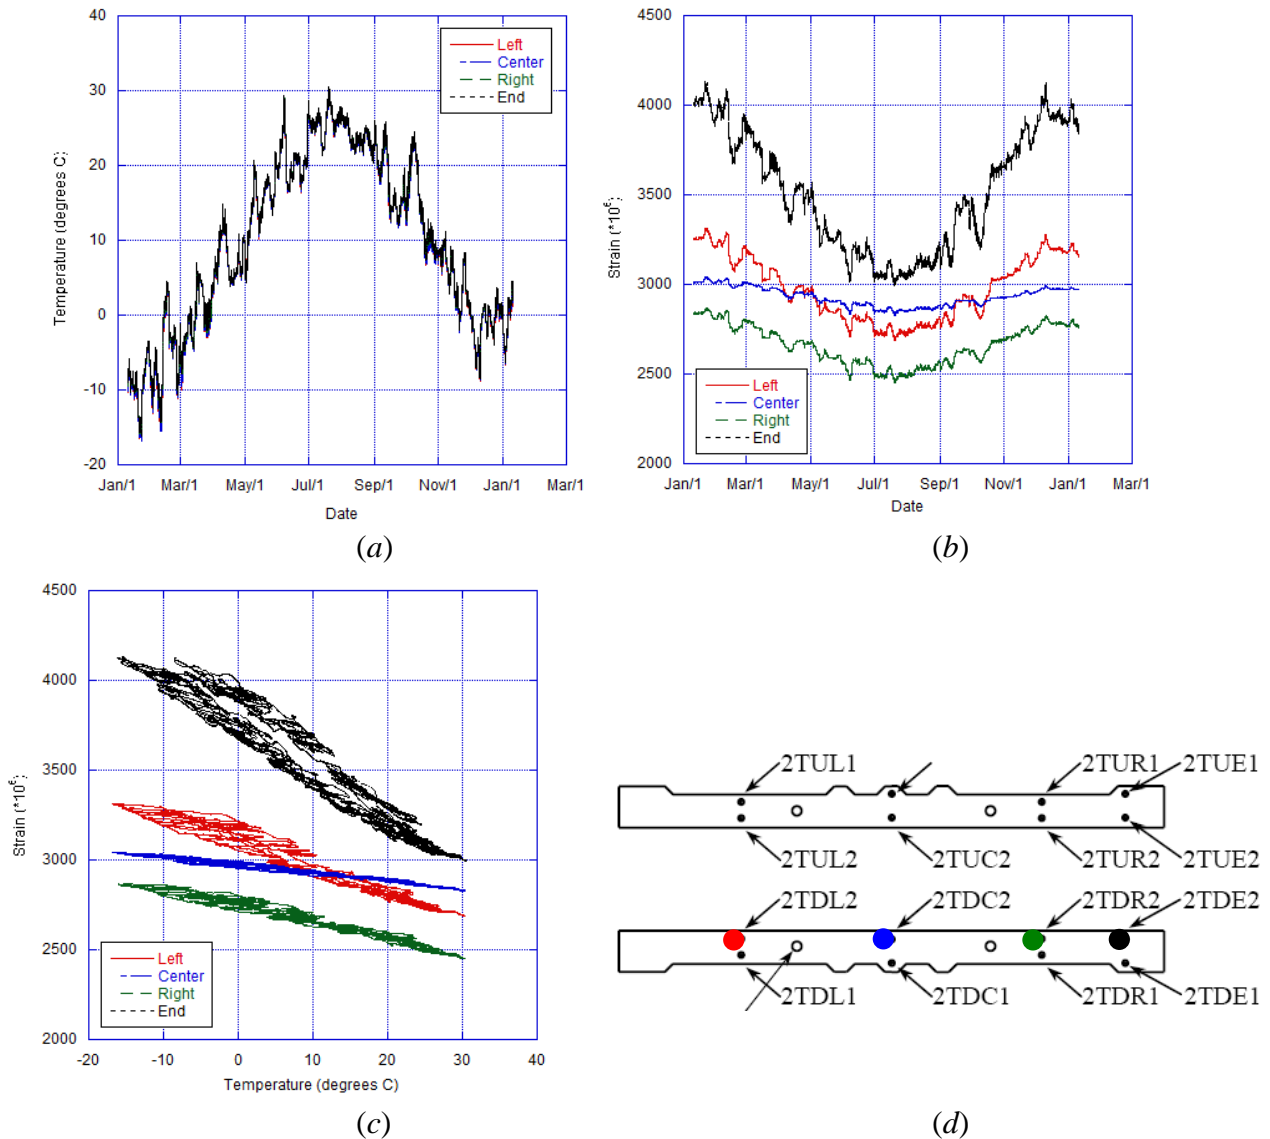 40
30
20
10
0
-10
-20
Temperature (degrees C)
Jan/1 Mar/1 May/1 Jul/1 Sep/1 Nov/1 Jan/1 Mar/1
Date
Left
Center
Right
End
(a)
4500
4000
3500
3000
2500
2000
Strain (*10⁶)
Jan/1 Mar/1 May/1 Jul/1 Sep/1 Nov/1 Jan/1 Mar/1
Date
Left
Center
Right
End
(b)
4500
4000
3500
3000
2500
2000
Strain (*10⁶)
-20 -10 0 10 20 30 40
Temperature (degrees C)
Left
Center
Right
End
(c)
2TUL1 2TUR1 2TUE1
2TUL2 2TUC2 2TUR2 2TUE2
2TDL2 2TDC2 2TDR2 2TDE2
2TDL1 2TDC1 2TDR1 2TDE1
(d)